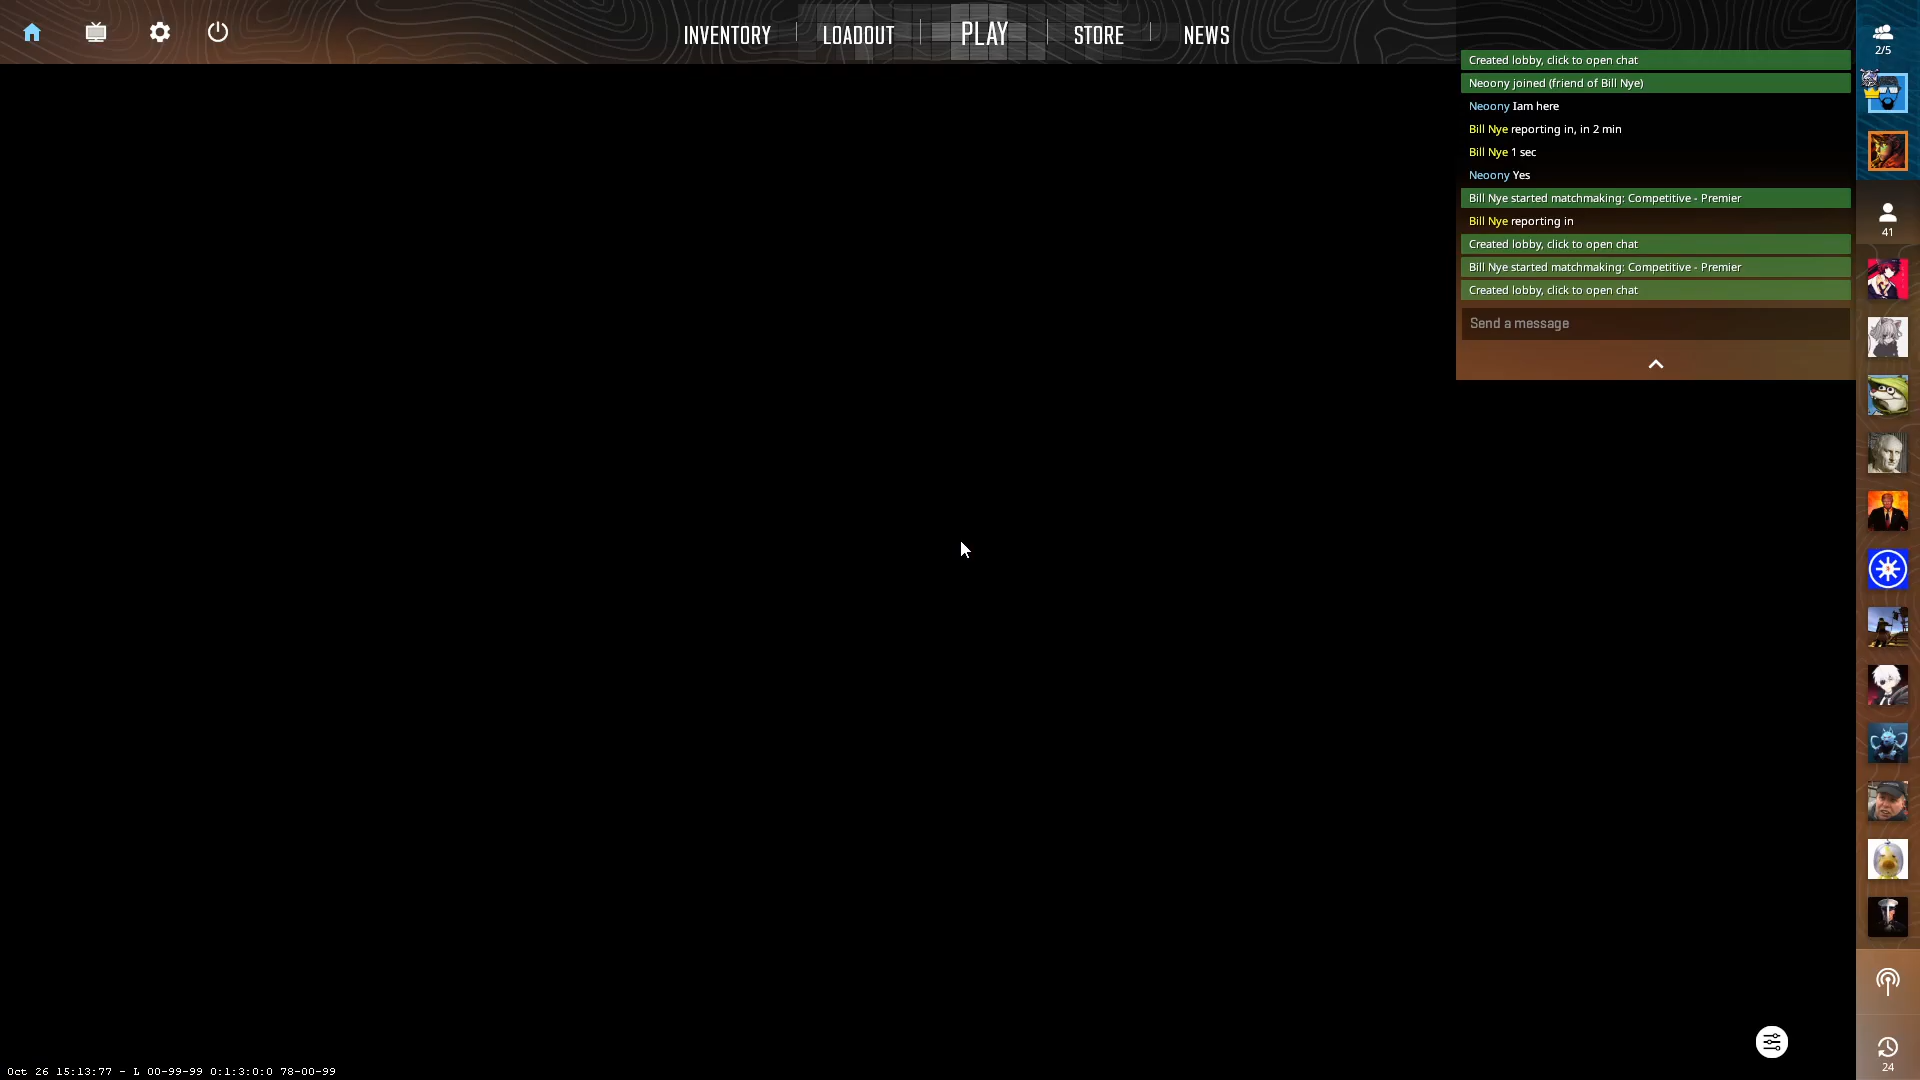 INVENTORY
LOADOUT
PLAY
STORE
NEWS
2/5
Created lobby, click to open chat
Neoony joined (friend of Bill Nye)
Neoony Iam here
Bill Nye reporting in, in 2 min
Bill Nye 1 sec
Neoony Yes
Bill Nye started matchmaking: Competitive - Premier
Bill Nye reporting in
Created lobby, click to open chat
Bill Nye started matchmaking: Competitive - Premier
Created lobby, click to open chat
Send a message
41
24
Oct 26 15:13:77 - L 00-99-99 0:1:3:0:0 78-00-99